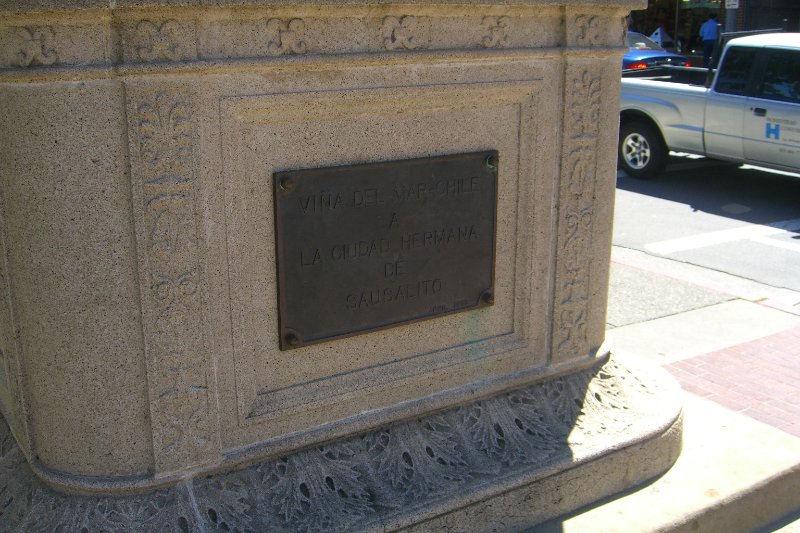 VIÑA DEL MAR-CHILE
A
LA CIUDAD HERMANA
DE
SAUSALITO
H